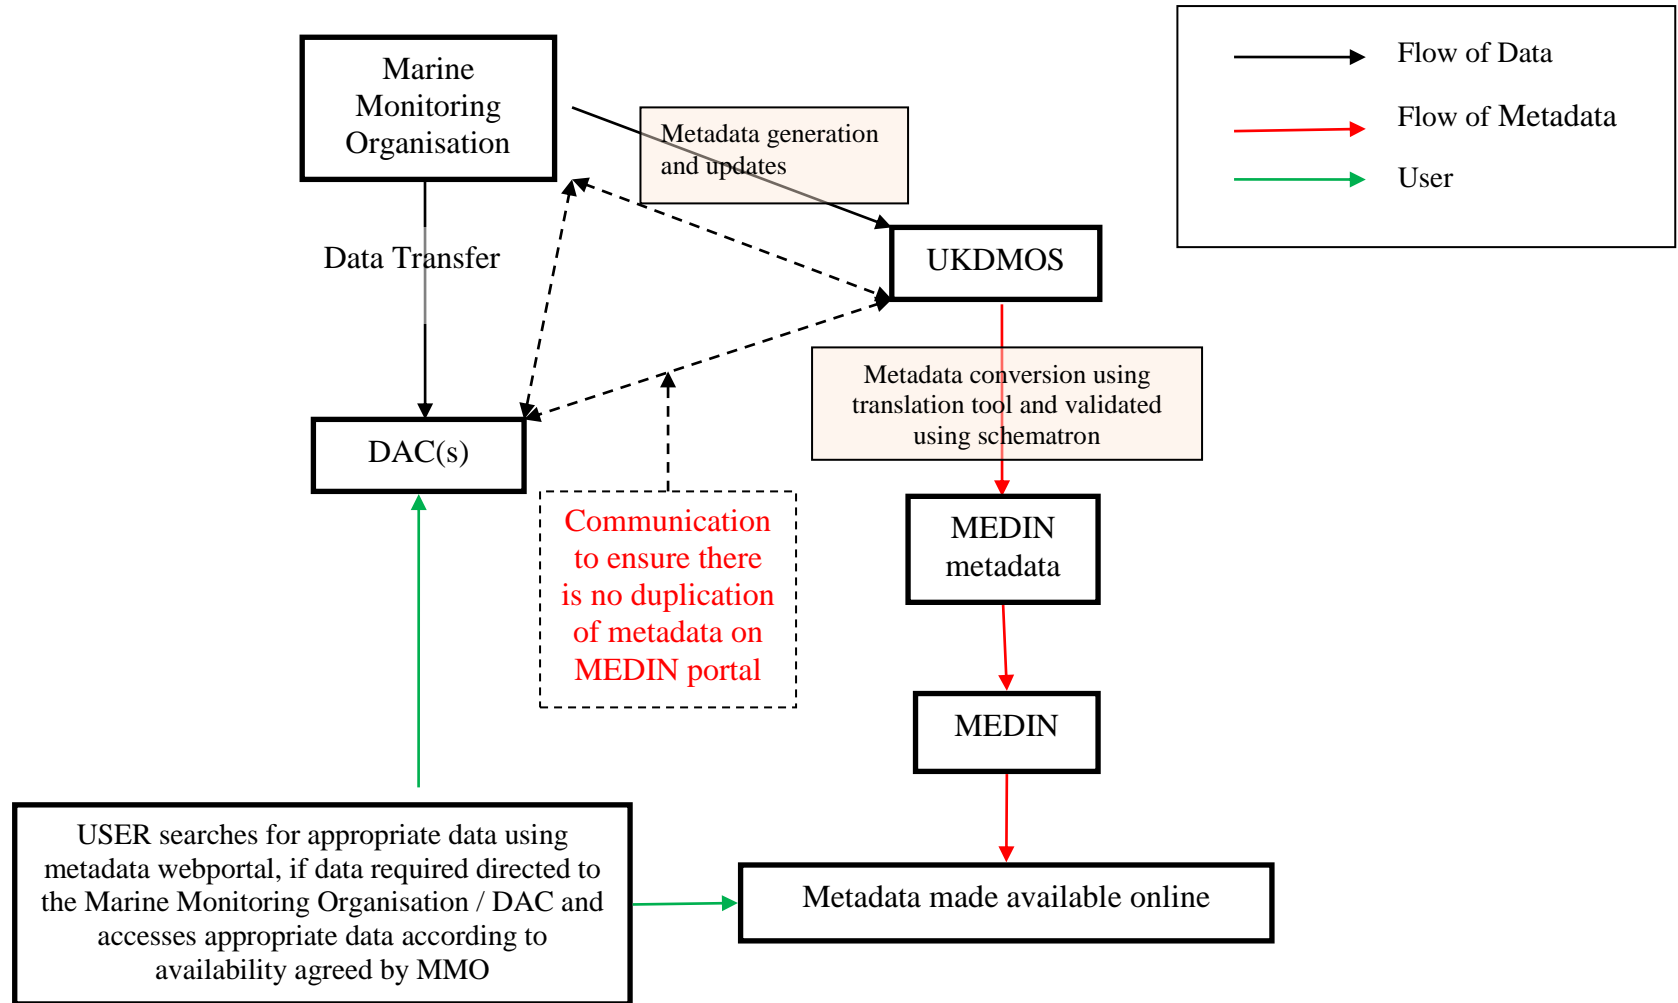 Marine
Monitoring
Organisation
Metadata generation
and updates
Flow of Data
Flow of Metadata
User
Data Transfer
UKDMOS
Metadata conversion using
translation tool and validated
using schematron
DAC(s)
Communication
to ensure there
is no duplication
of metadata on
MEDIN portal
MEDIN
metadata
MEDIN
USER searches for appropriate data using
metadata webportal, if data required directed to
the Marine Monitoring Organisation / DAC and
accesses appropriate data according to
availability agreed by MMO
Metadata made available online